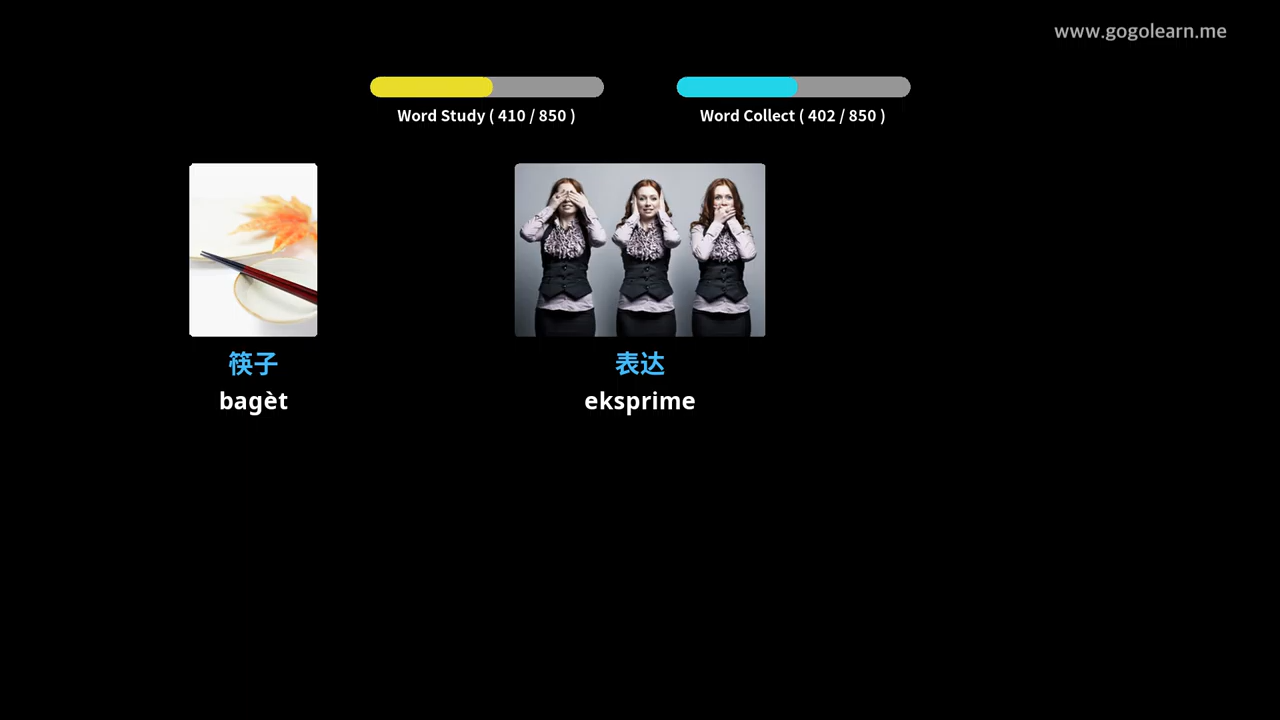 www.gogolearn.me
Word Study ( 410 / 850 )
Word Collect ( 402 / 850 )
筷子
bagèt
表达
eksprime